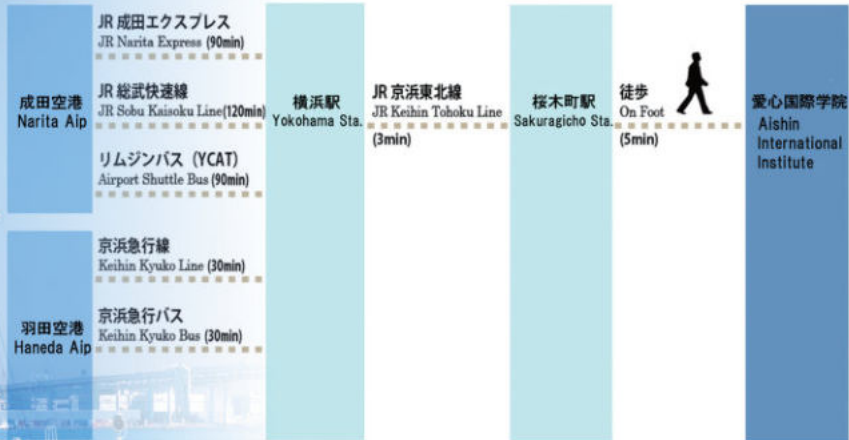 JR 成田エクスプレス
JR Narita Express (90min)
成田空港
Narita Aip
JR 総武快速線
JR Sobu Kaisoku Line(120min)
リムジンバス（YCAT）
Airport Shuttle Bus (90min)
羽田空港
Haneda Aip
京浜急行線
Keihin Kyuko Line (30min)
京浜急行バス
Keihin Kyuko Bus (30min)
横浜駅
Yokohama Sta.
JR 京浜東北線
JR Keihin Tohoku Line
(3min)
桜木町駅
Sakuragicho Sta.
徒歩
On Foot
(5min)
愛心国際学院
Aishin
International
Institute